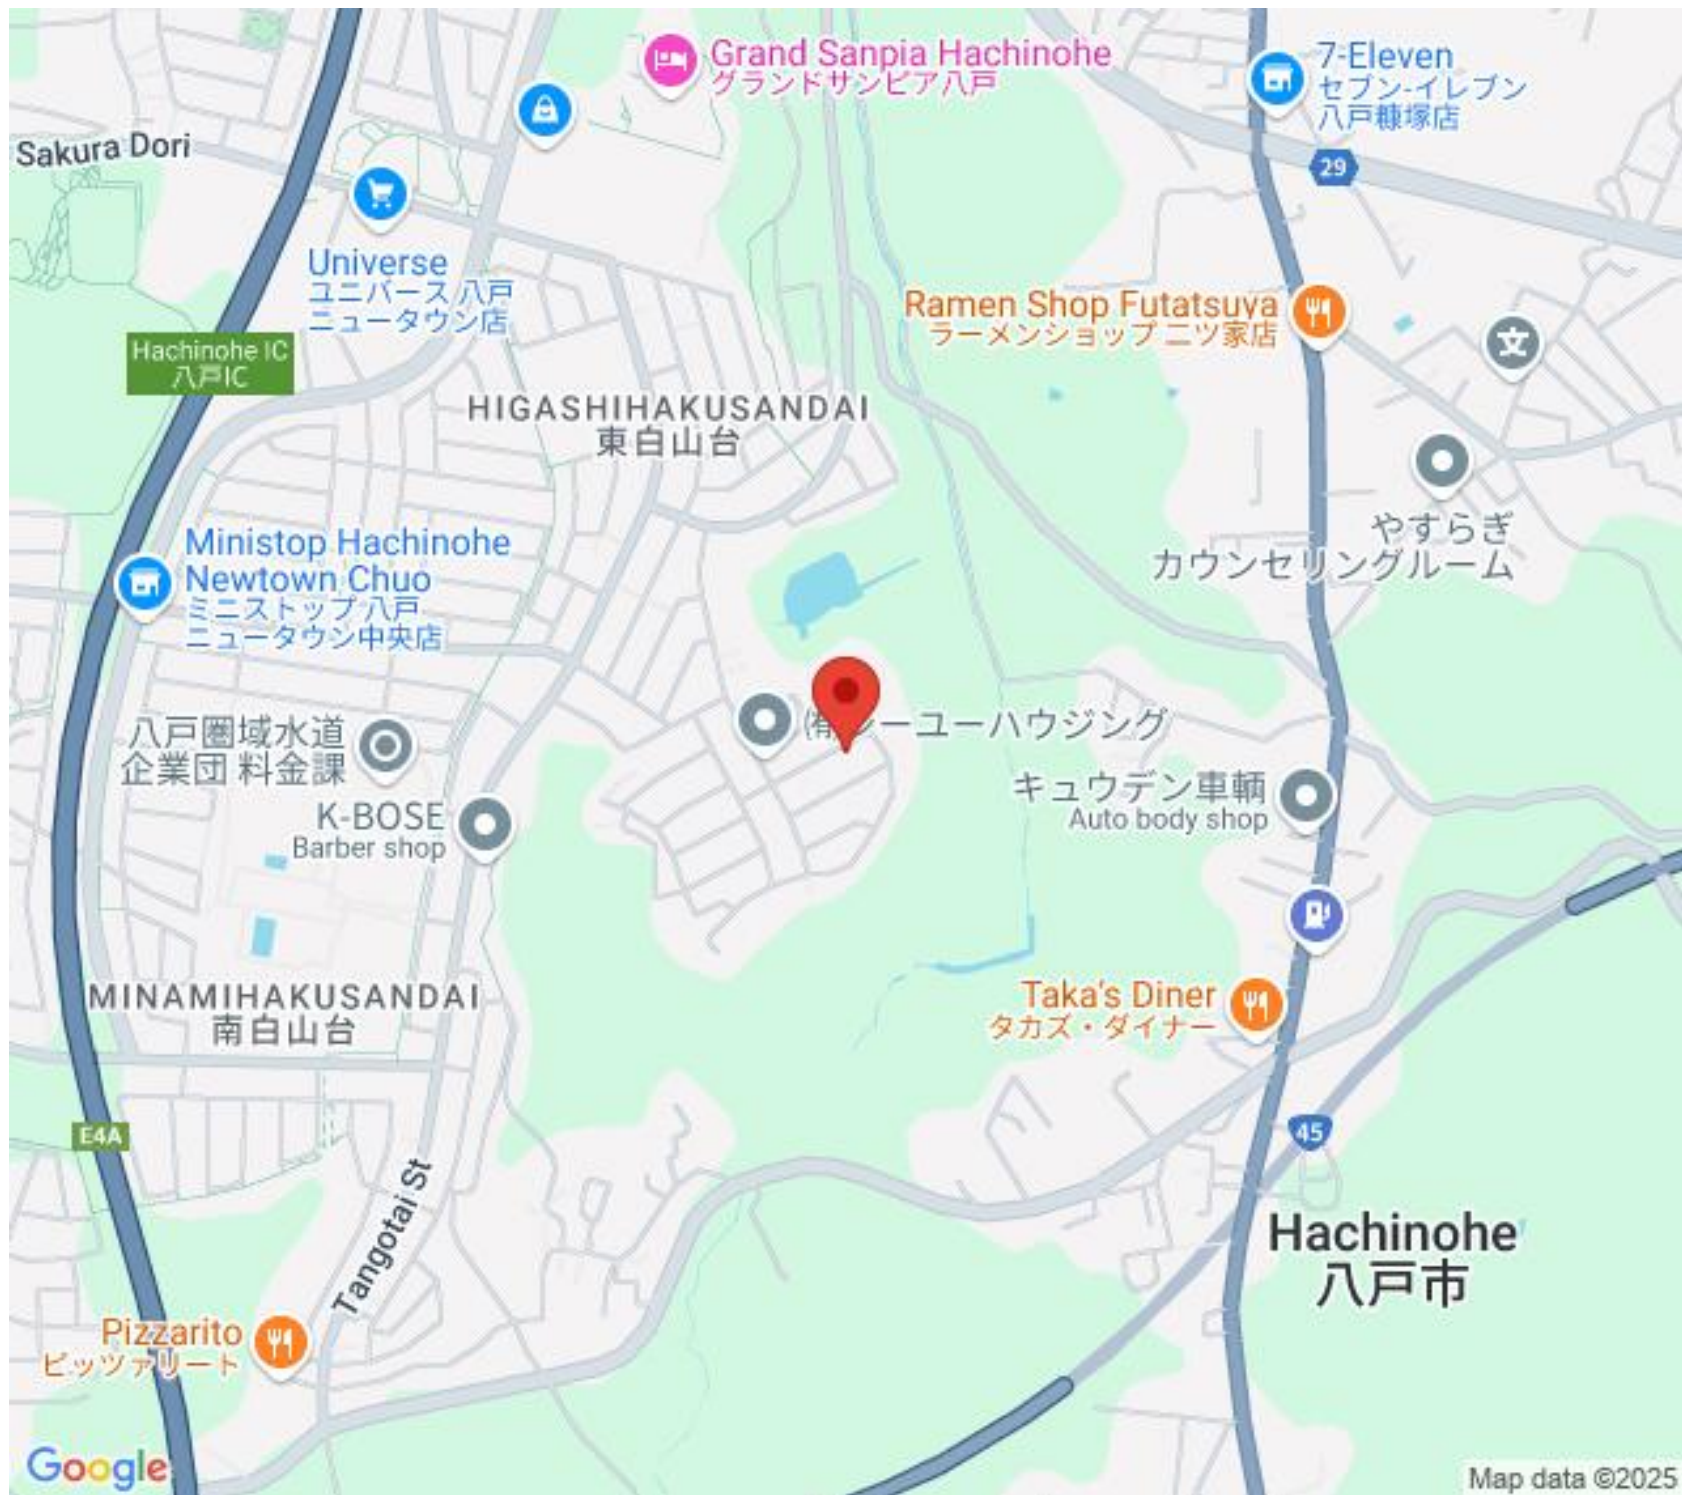 Grand Sanpia Hachinohe
グランドサンピア八戸
7-Eleven
セブン-イレブン
八戸糠塚店
Sakura Dori
29
Universe
ユニバース 八戸
ニュータウン店
Ramen Shop Futatsuya
ラーメンショップ 二ツ家店
文
Hachinohe IC
八戸IC
HIGASHIHAKUSANDAI
東白山台
やすらぎ
カウンセリングルーム
Ministop Hachinohe
Newtown Chuo
ミニストップ 八戸
ニュータウン中央店
ーユーハウジング
八戸圏域水道
企業団 料金課
キュウデン車輌
Auto body shop
K-BOSE
Barber shop
MINAMIHAKUSANDAI
南白山台
Taka's Diner
タカズ・ダイナー
E4A
45
Tangotai St
Hachinohe
八戸市
Pizzarito
ピッツァリート
Google
Map data ©2025